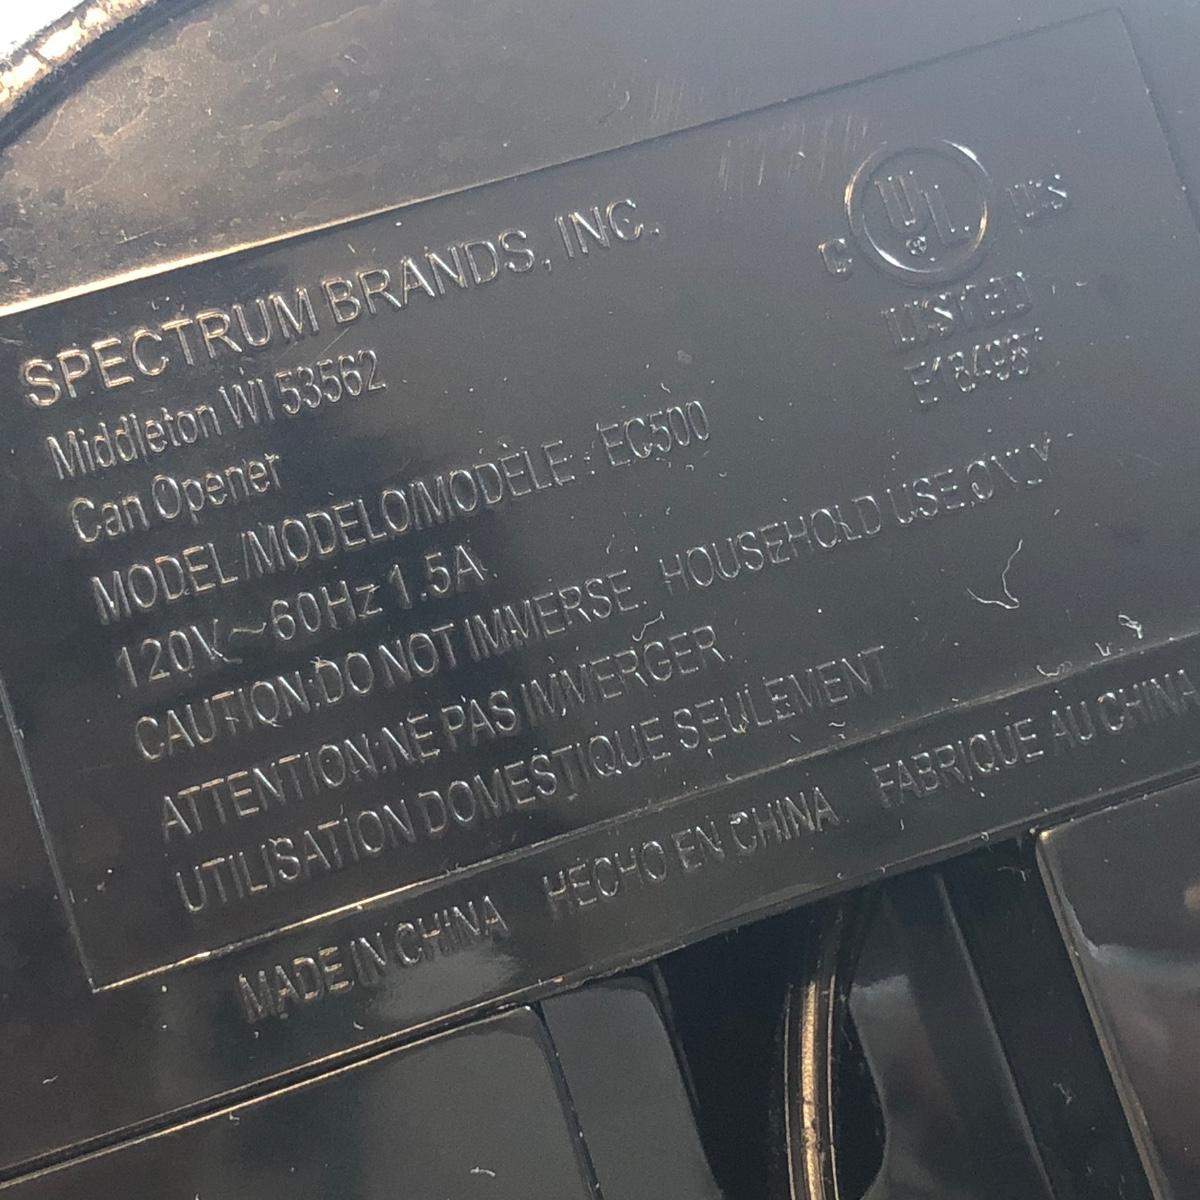 SPECTRUM BRANDS, INC.
Middleton WI 53562
Can Opener
MODEL/MODELO/MODÈLE : EC500
120V~60Hz 1.5A
CAUTION:DO NOT IMMERSE. HOUSEHOLD USE ONLY
ATTENTION:NE PAS IMMERGER
UTILISATION DOMESTIQUE SEULEMENT
C UL US
LISTED
MADE IN CHINA HECHO EN CHINA FABRIQUE AU CHINA